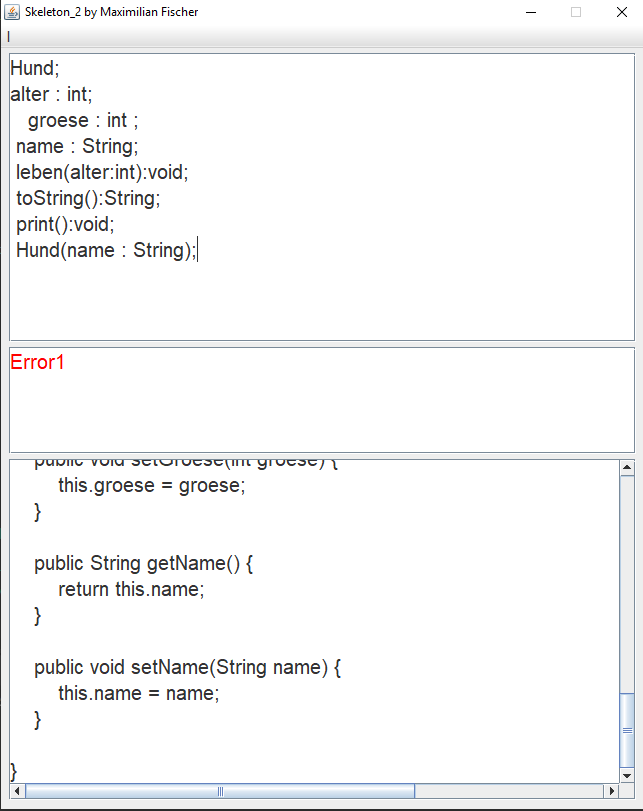 Skeleton_2 by Maximilian Fischer
Hund;
alter : int;
groese : int ;
name : String;
leben(alter:int):void;
toString():String;
print():void;
Hund(name : String);
Error1
public void setGroese(int groese) {
this.groese = groese;
}
public String getName() {
return this.name;
}
public void setName(String name) {
this.name = name;
}
}